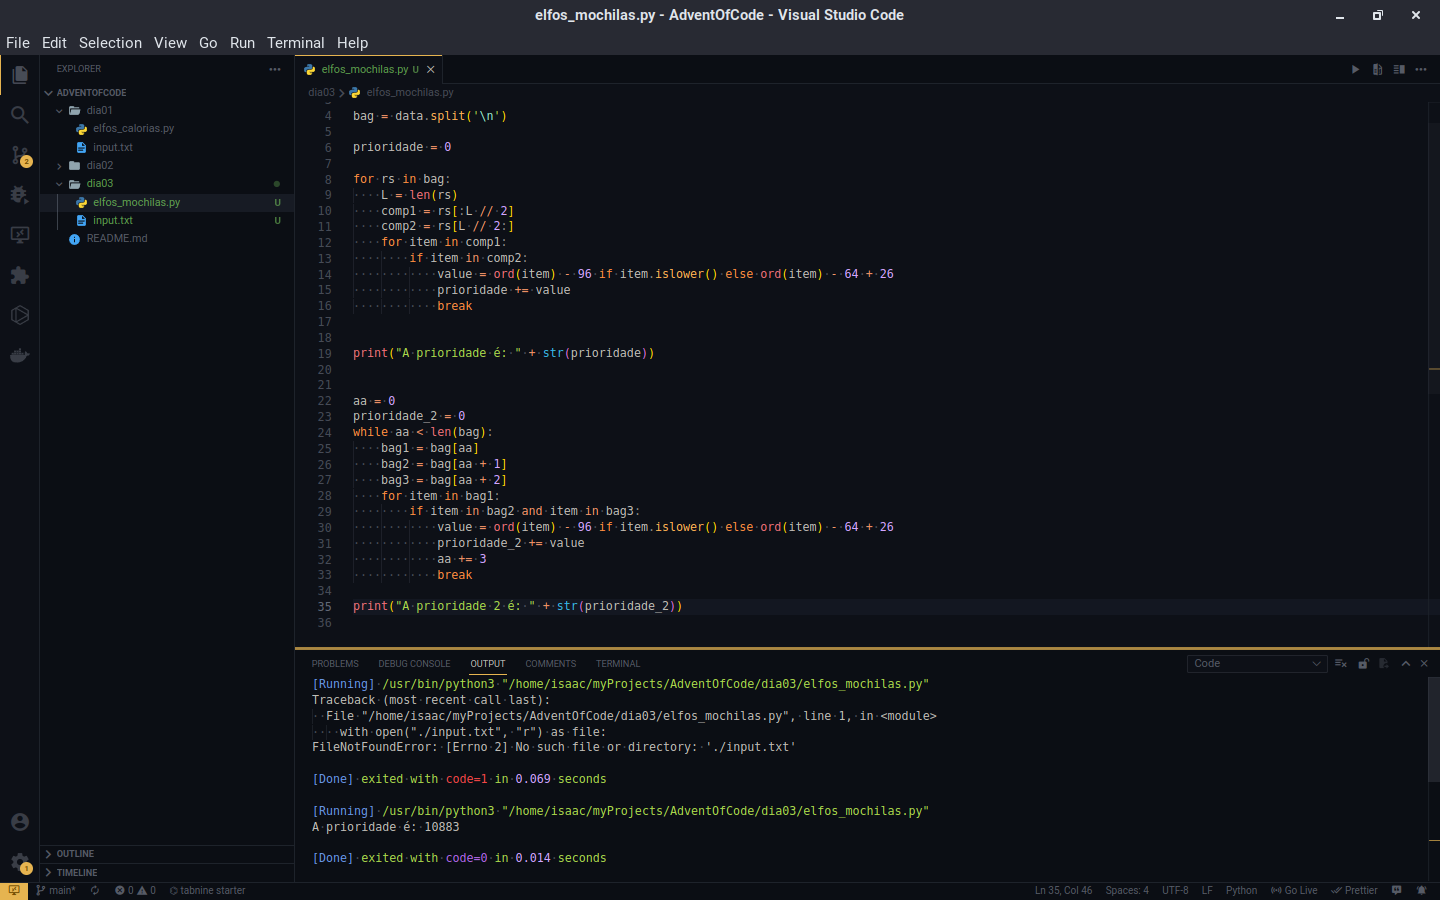 elfos_mochilas.py - AdventOfCode - Visual Studio Code
File Edit Selection View Go Run Terminal Help
EXPLORER
ADVENTOFCODE
dia01
elfos_calorias.py
input.txt
dia02
dia03
elfos_mochilas.py U
input.txt U
README.md
OUTLINE
TIMELINE
2
1
elfos_mochilas.py U
dia03 > elfos_mochilas.py
4 bag = data.split('\n')
5
6 prioridade = 0
7
8 for rs in bag:
9 L = len(rs)
10 comp1 = rs[:L // 2]
11 comp2 = rs[L // 2:]
12 for item in comp1:
13 if item in comp2:
14 value = ord(item) - 96 if item.islower() else ord(item) - 64 + 26
15 prioridade += value
16 break
17
18
19 print("A prioridade é: " + str(prioridade))
20
21
22 aa = 0
23 prioridade_2 = 0
24 while aa < len(bag):
25 bag1 = bag[aa]
26 bag2 = bag[aa + 1]
27 bag3 = bag[aa + 2]
28 for item in bag1:
29 if item in bag2 and item in bag3:
30 value = ord(item) - 96 if item.islower() else ord(item) - 64 + 26
31 prioridade_2 += value
32 aa += 3
33 break
34
35 print("A prioridade 2 é: " + str(prioridade_2))
36
PROBLEMS DEBUG CONSOLE OUTPUT COMMENTS TERMINAL
Code
[Running] /usr/bin/python3 "/home/isaac/myProjects/AdventOfCode/dia03/elfos_mochilas.py"
Traceback (most recent call last):
File "/home/isaac/myProjects/AdventOfCode/dia03/elfos_mochilas.py", line 1, in <module>
with open("./input.txt", "r") as file:
FileNotFoundError: [Errno 2] No such file or directory: './input.txt'
[Done] exited with code=1 in 0.069 seconds
[Running] /usr/bin/python3 "/home/isaac/myProjects/AdventOfCode/dia03/elfos_mochilas.py"
A prioridade é: 10883
[Done] exited with code=0 in 0.014 seconds
main* 0 0 tabnine starter Ln 35, Col 46 Spaces: 4 UTF-8 LF Python Go Live Prettier